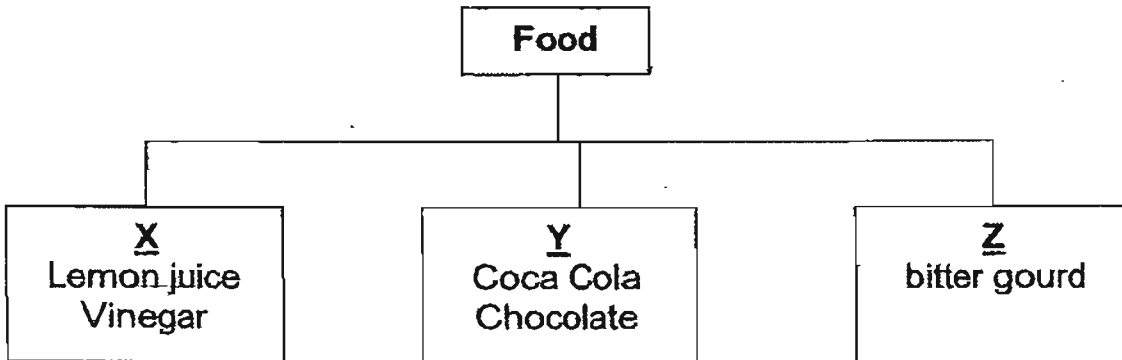 Food
X
Lemon juice
Vinegar
Y
Coca Cola
Chocolate
Z
bitter gourd